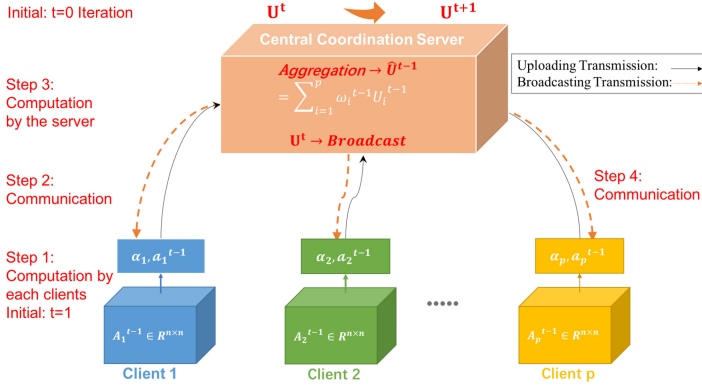 Initial: t=0 Iteration
U^t U^{t+1}
Central Coordination Server
Aggregation → Û^{t−1}
= ∑_{i=1}^{p} ω_i^{t−1} U_i^{t−1}
U^t → Broadcast
Uploading Transmission:
Broadcasting Transmission:
Step 3:
Computation
by the server
Step 2:
Communication
Step 4:
Communication
Step 1:
Computation by
each clients
Initial: t=1
α_1, a_1^{t−1}
α_2, a_2^{t−1}
α_p, a_p^{t−1}
A_1^{t−1} ∈ R^{n×n}
A_2^{t−1} ∈ R^{n×n}
.....
A_p^{t−1} ∈ R^{n×n}
Client 1
Client 2
Client p